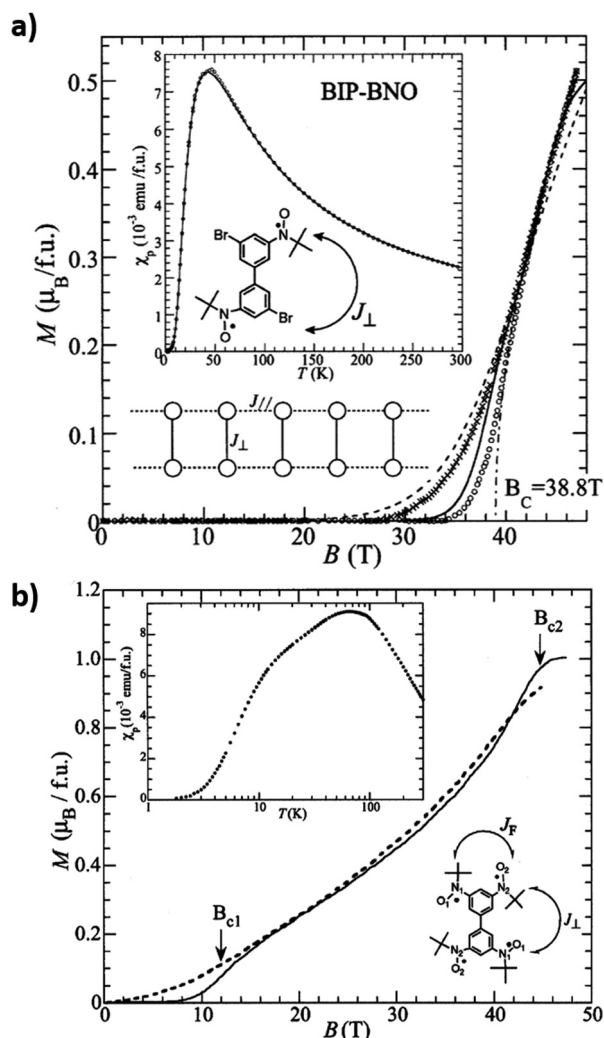 a)
0.5
0.4
0.3
0.2
0.1
0
M (μB/f.u.)
0 10 20 30 40
B (T)
BC=38.8T
8
7
6
5
4
3
2
1
χp (10-3 emu /f.u.)
0 50 100 150 200 250 300
T (K)
BIP-BNO
O
N
Br
Br
N
O
J⊥
J//
J⊥
b)
1.2
1.0
0.8
0.6
0.4
0.2
0
M (μB / f.u.)
0 10 20 30 40 50
B (T)
Bc1
Bc2
8
6
4
2
0
χp(10-3 emu/f.u.)
1 10 100
T(K)
JF
O2
N1 N2
O1
J⊥
N2 N1 O1
O2